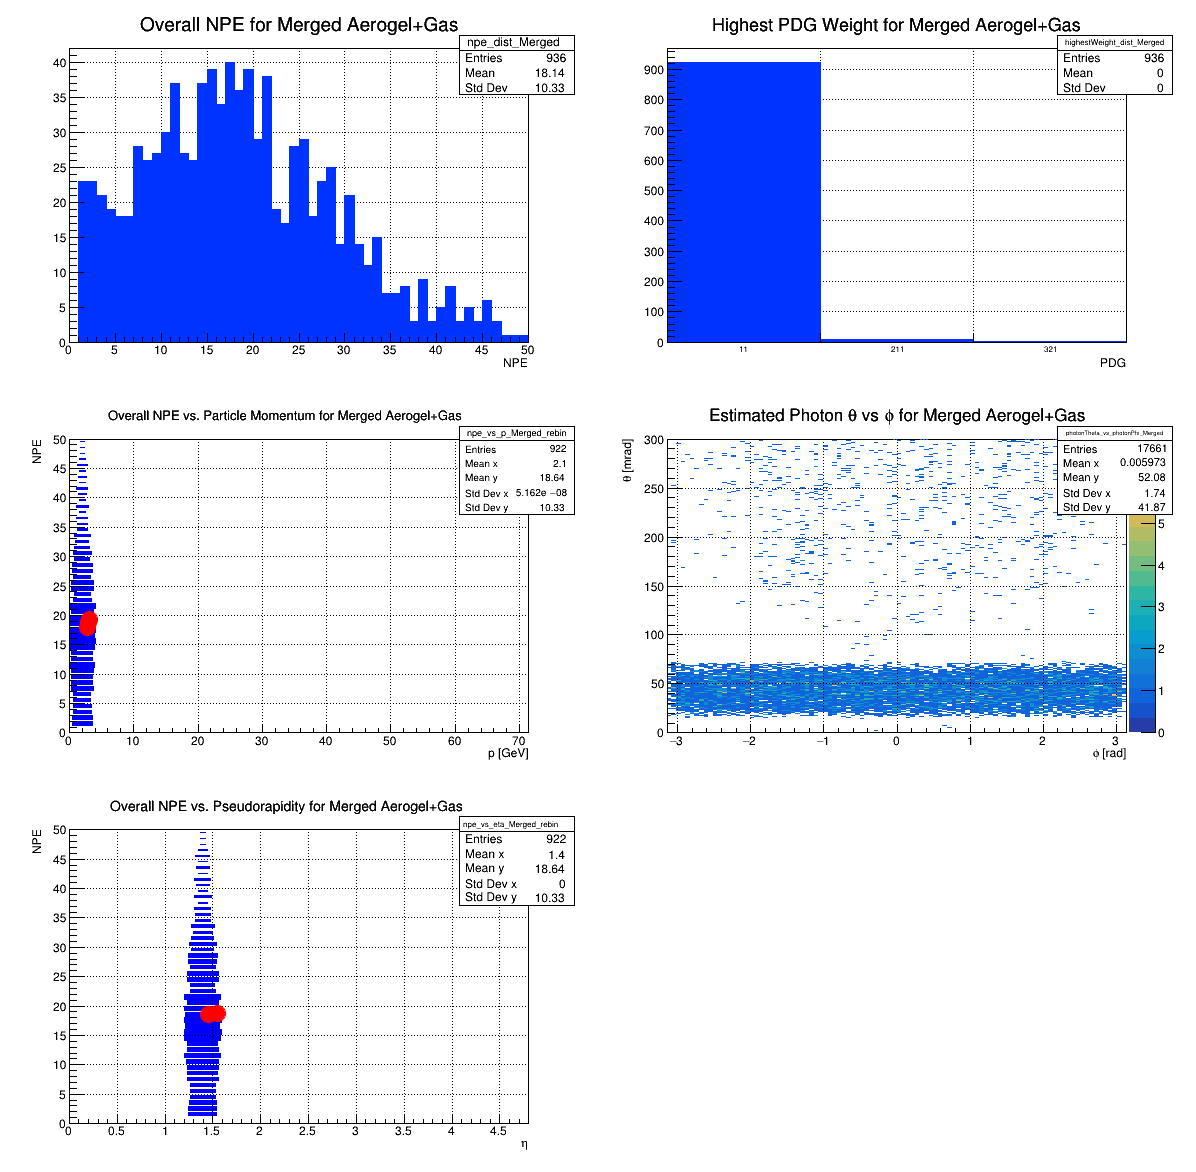 Overall NPE for Merged Aerogel+Gas
npe_dist_Merged
Entries 936
Mean 18.14
Std Dev 10.33
40
35
30
25
20
15
10
5
0
0 5 10 15 20 25 30 35 40 45 50
NPE
Highest PDG Weight for Merged Aerogel+Gas
highestWeight_dist_Merged
Entries 936
Mean 0
Std Dev 0
900
800
700
600
500
400
300
200
100
0
11 211 321
PDG
Overall NPE vs. Particle Momentum for Merged Aerogel+Gas
npe_vs_p_Merged_rebin
Entries 922
Mean x 2.1
Mean y 18.64
Std Dev x 5.162e −08
Std Dev y 10.33
NPE
50
45
40
35
30
25
20
15
10
5
0
0 10 20 30 40 50 60 70
p [GeV]
Estimated Photon θ vs ϕ for Merged Aerogel+Gas
photonTheta_vs_photonPhi_Merged
Entries 17661
Mean x 0.005973
Mean y 52.08
Std Dev x 1.74
Std Dev y 41.87
θ [mrad]
300
250
200
150
100
50
0
−3 −2 −1 0 1 2 3
ϕ [rad]
5
4
3
2
1
0
Overall NPE vs. Pseudorapidity for Merged Aerogel+Gas
npe_vs_eta_Merged_rebin
Entries 922
Mean x 1.4
Mean y 18.64
Std Dev x 0
Std Dev y 10.33
NPE
50
45
40
35
30
25
20
15
10
5
0
0 0.5 1 1.5 2 2.5 3 3.5 4 4.5
η